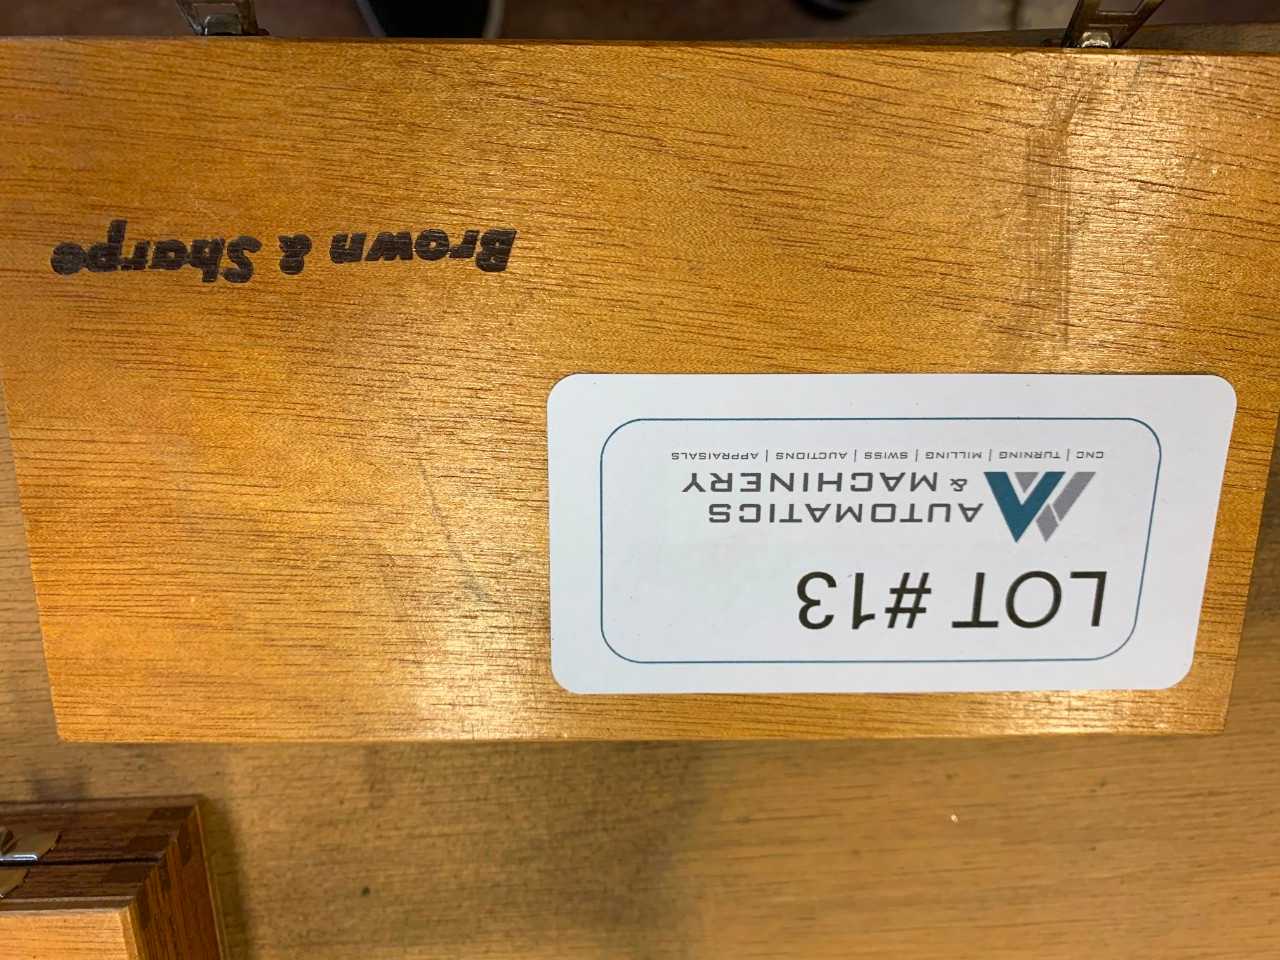 LOT #13
AUTOMATICS
& MACHINERY
CNC | TURNING | MILLING | SWISS | AUCTIONS | APPRAISALS
Brown & Sharpe